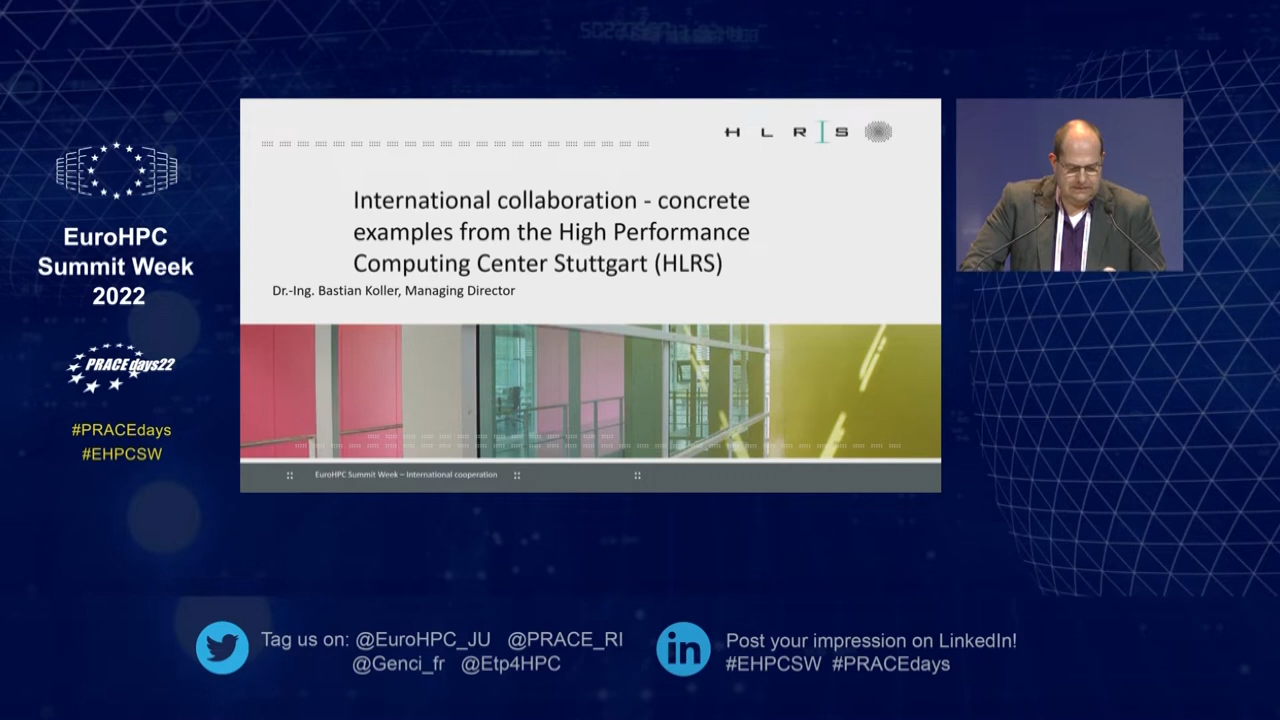 EuroHPC
Summit Week
2022
PRACEdays22
#PRACEdays
#EHPCSW
H L R I S
International collaboration - concrete
examples from the High Performance
Computing Center Stuttgart (HLRS)
Dr.-Ing. Bastian Koller, Managing Director
EuroHPC Summit Week – International cooperation
Tag us on: @EuroHPC_JU @PRACE_RI
@Genci_fr @Etp4HPC
in
Post your impression on LinkedIn!
#EHPCSW #PRACEdays